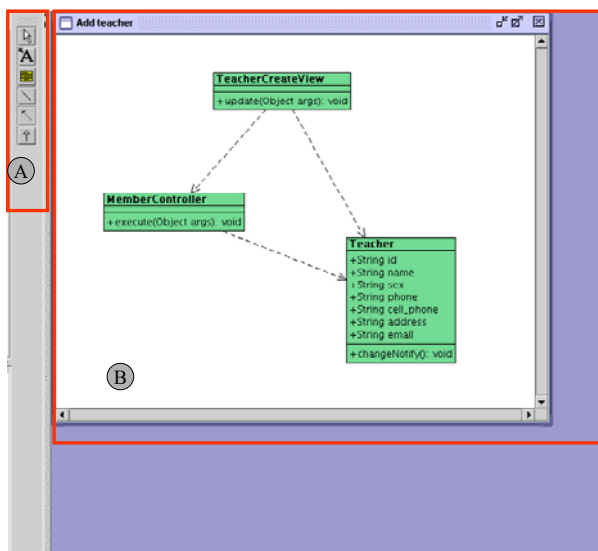 Add teacher
A
TeacherCreateView
+update(Object args): void
A
MemberController
+execute(Object args): void
Teacher
+String id
+String name
+String sex
+String phone
+String cell_phone
+String address
+String email
+changeNotify(): void
B